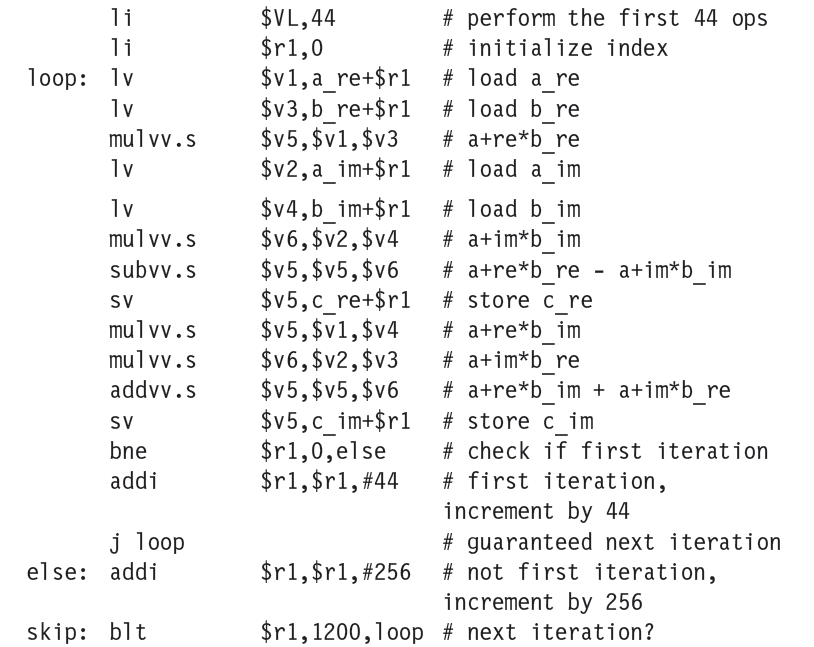 li $VL,44 # perform the first 44 ops
li $r1,0 # initialize index
loop: lv $v1,a_re+$r1 # load a_re
lv $v3,b_re+$r1 # load b_re
mulvv.s $v5,$v1,$v3 # a+re*b_re
lv $v2,a_im+$r1 # load a_im
lv $v4,b_im+$r1 # load b_im
mulvv.s $v6,$v2,$v4 # a+im*b_im
subvv.s $v5,$v5,$v6 # a+re*b_re - a+im*b_im
sv $v5,c_re+$r1 # store c_re
mulvv.s $v5,$v1,$v4 # a+re*b_im
mulvv.s $v6,$v2,$v3 # a+im*b_re
addvv.s $v5,$v5,$v6 # a+re*b_im + a+im*b_re
sv $v5,c_im+$r1 # store c_im
bne $r1,0,else # check if first iteration
addi $r1,$r1,#44 # first iteration,
increment by 44
j loop # guaranteed next iteration
else: addi $r1,$r1,#256 # not first iteration,
increment by 256
skip: blt $r1,1200,loop # next iteration?